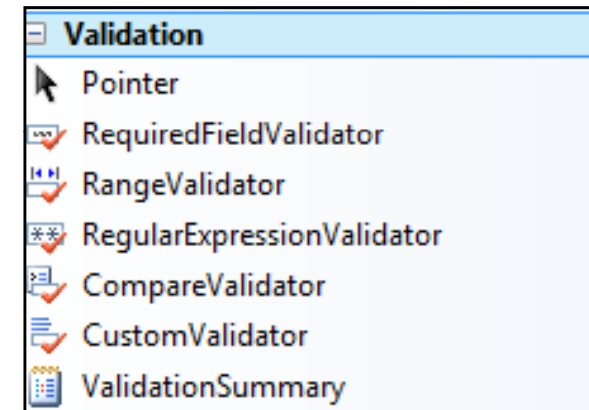 Validation
Pointer
RequiredFieldValidator
RangeValidator
RegularExpressionValidator
CompareValidator
CustomValidator
ValidationSummary